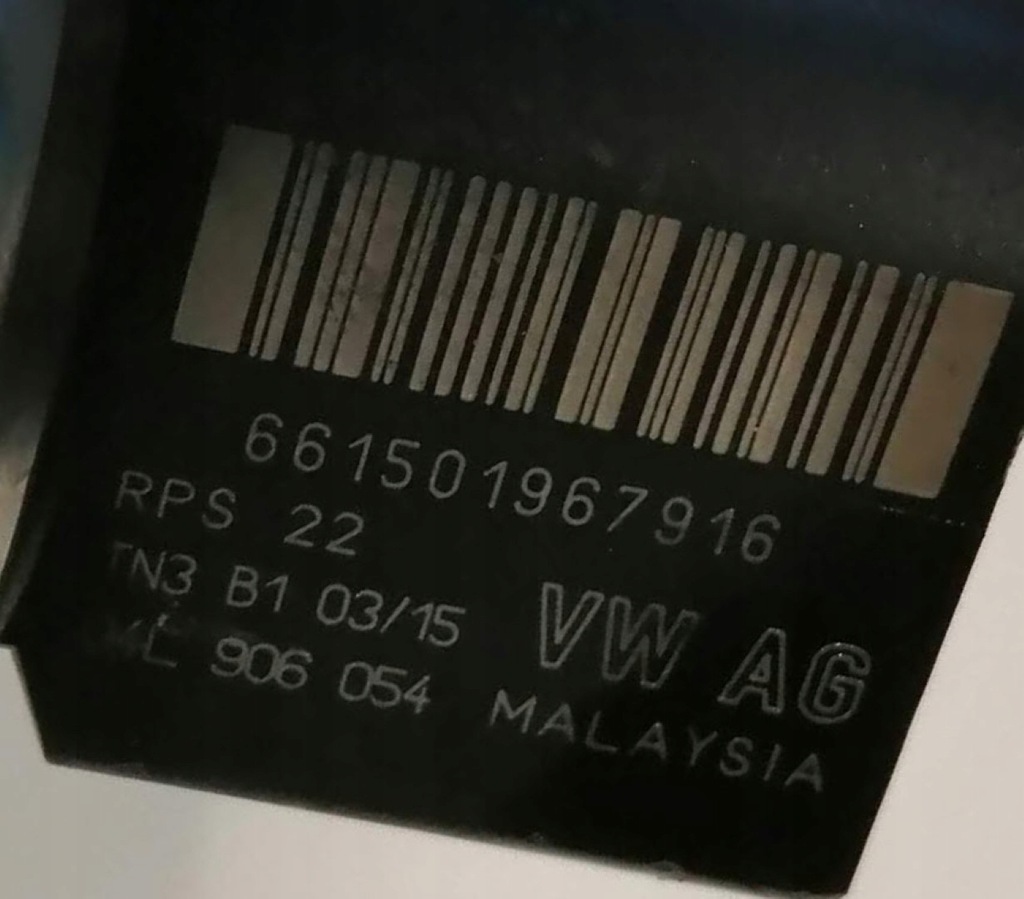 661501967916
RPS 22
TN3 B1 03/15
906 054
VW AG
MALAYSIA